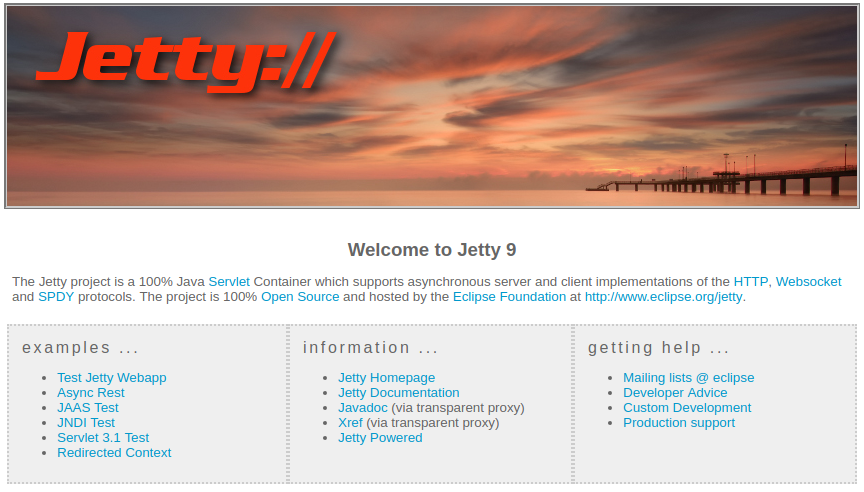 Jetty://
Welcome to Jetty 9
The Jetty project is a 100% Java Servlet Container which supports asynchronous server and client implementations of the HTTP, Websocket
and SPDY protocols. The project is 100% Open Source and hosted by the Eclipse Foundation at http://www.eclipse.org/jetty.
examples ...
Test Jetty Webapp
Async Rest
JAAS Test
JNDI Test
Servlet 3.1 Test
Redirected Context
information ...
Jetty Homepage
Jetty Documentation
Javadoc (via transparent proxy)
Xref (via transparent proxy)
Jetty Powered
getting help ...
Mailing lists @ eclipse
Developer Advice
Custom Development
Production support